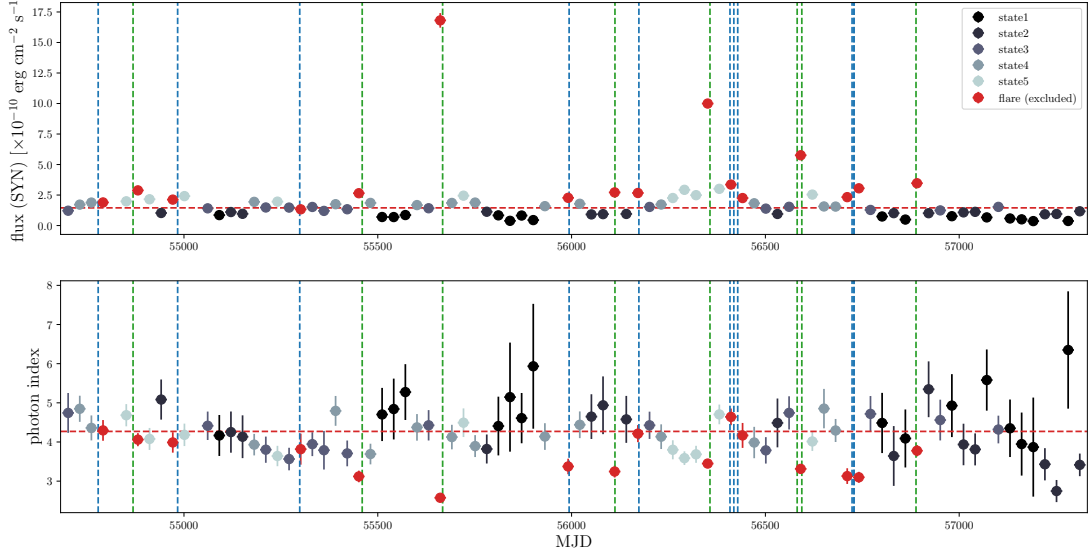 17.5
15.0
12.5
10.0
7.5
5.0
2.5
0.0
flux (SYN) [×10⁻¹⁰ erg cm⁻² s⁻¹
state1
state2
state3
state4
state5
flare (excluded)
55000
55500
56000
56500
57000
8
7
6
5
4
3
photon index
55000
55500
56000
56500
57000
MJD